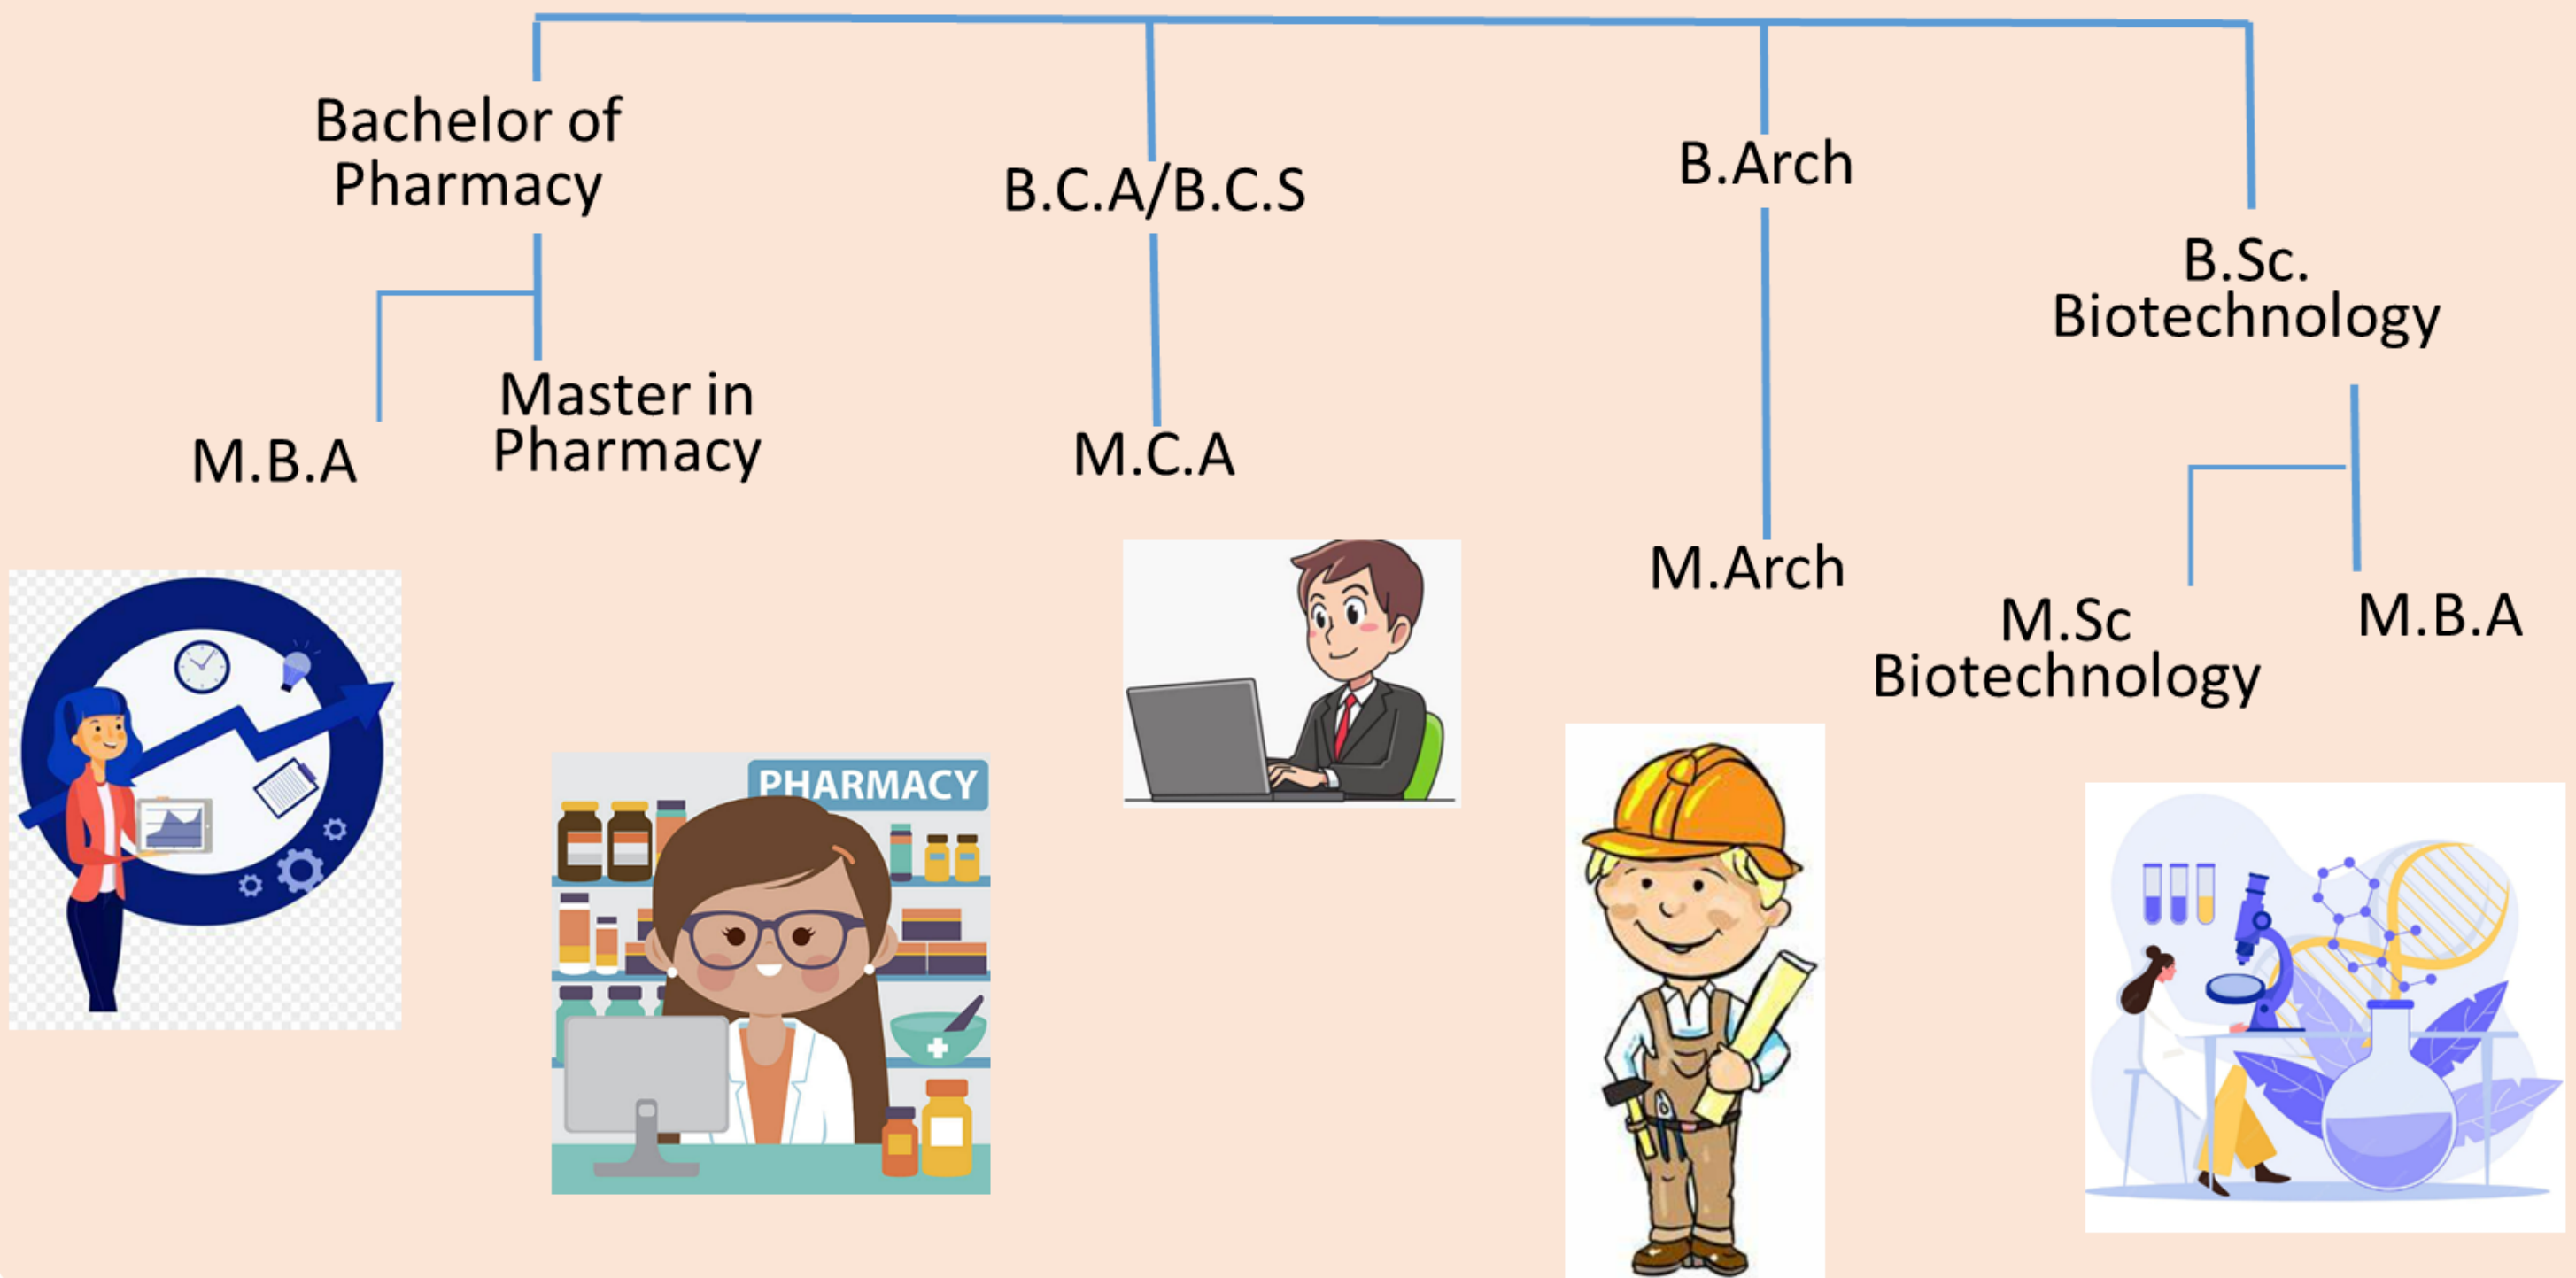 Bachelor of
Pharmacy
B.C.A/B.C.S
B.Arch
B.Sc.
Biotechnology
M.B.A
Master in
Pharmacy
M.C.A
M.Arch
M.Sc
Biotechnology
M.B.A
PHARMACY